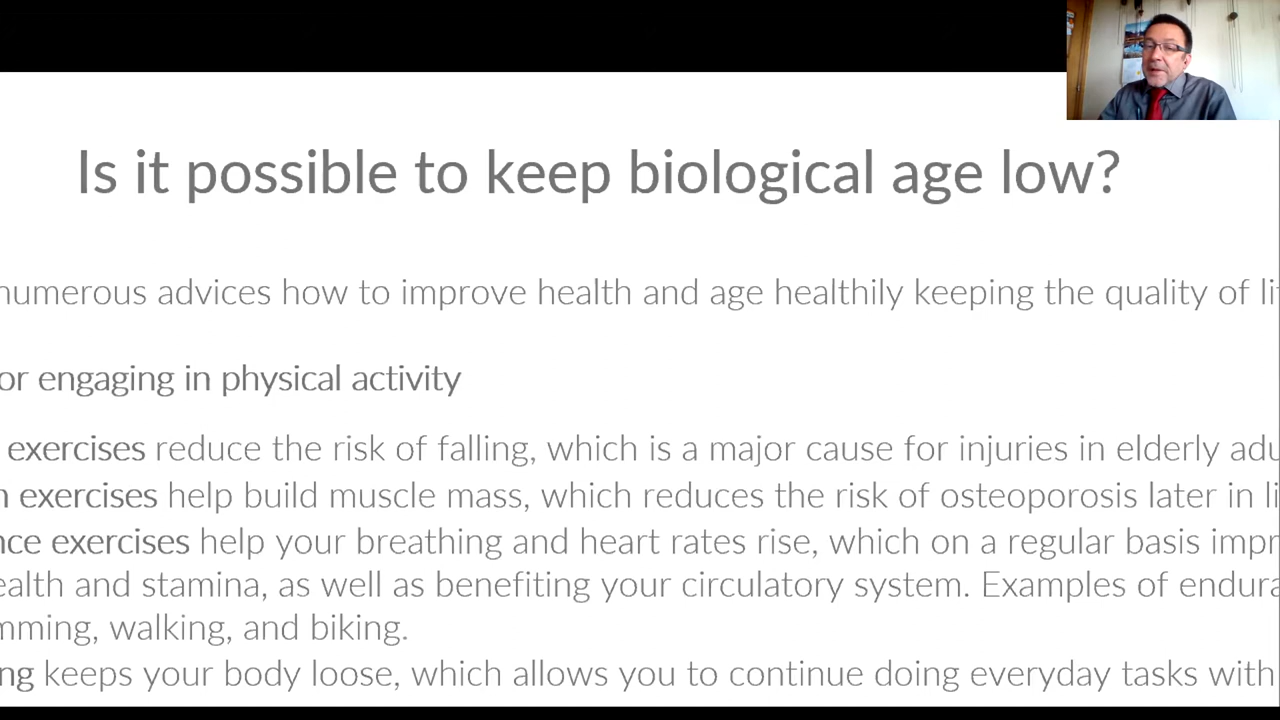 Is it possible to keep biological age low?
numerous advices how to improve health and age healthily keeping the quality of li
or engaging in physical activity
exercises reduce the risk of falling, which is a major cause for injuries in elderly adu
n exercises help build muscle mass, which reduces the risk of osteoporosis later in li
nce exercises help your breathing and heart rates rise, which on a regular basis impr
ealth and stamina, as well as benefiting your circulatory system. Examples of endura
mming, walking, and biking.
ng keeps your body loose, which allows you to continue doing everyday tasks with